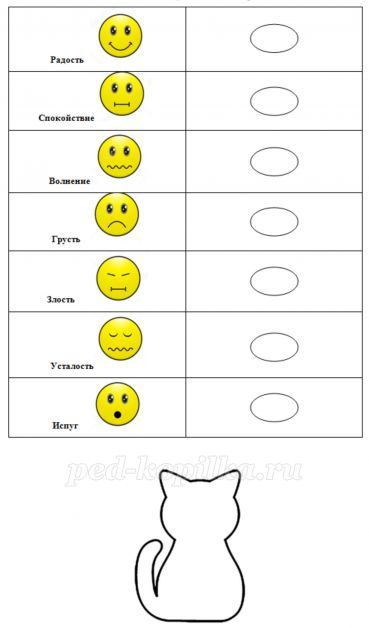 Радость
Спокойствие
Волнение
Грусть
Злость
Усталость
Испуг
ped-kopilka.ru